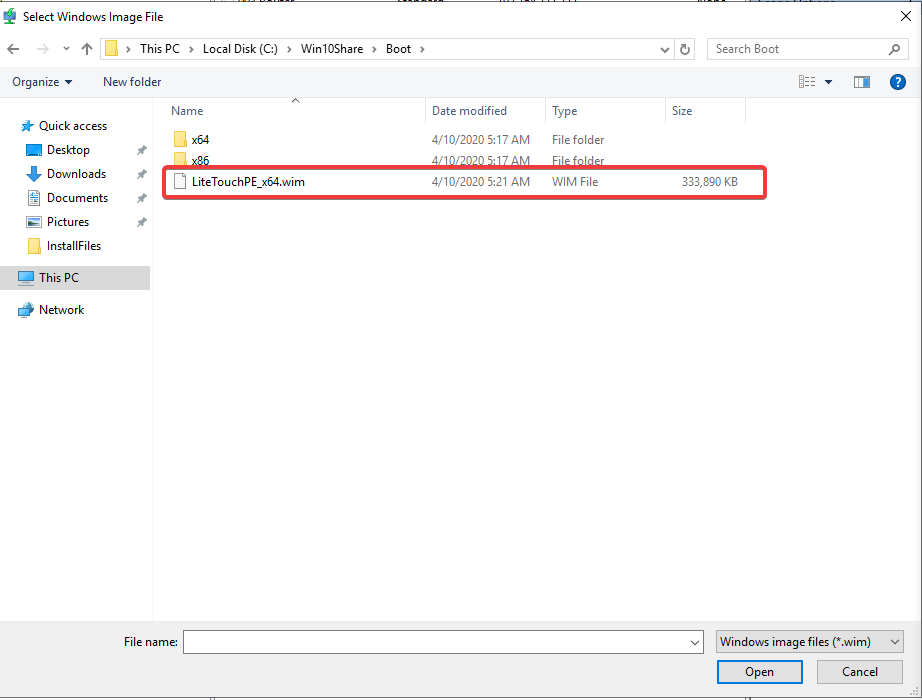 Select Windows Image File
This PC > Local Disk (C:) > Win10Share > Boot >
Search Boot
Organize
New folder
?
Name
Date modified
Type
Size
Quick access
Desktop
Downloads
Documents
Pictures
InstallFiles
This PC
Network
x64 4/10/2020 5:17 AM File folder
x86 4/10/2020 5:17 AM File folder
LiteTouchPE_x64.wim 4/10/2020 5:21 AM WIM File 333,890 KB
File name:
Windows image files (*.wim)
Open
Cancel